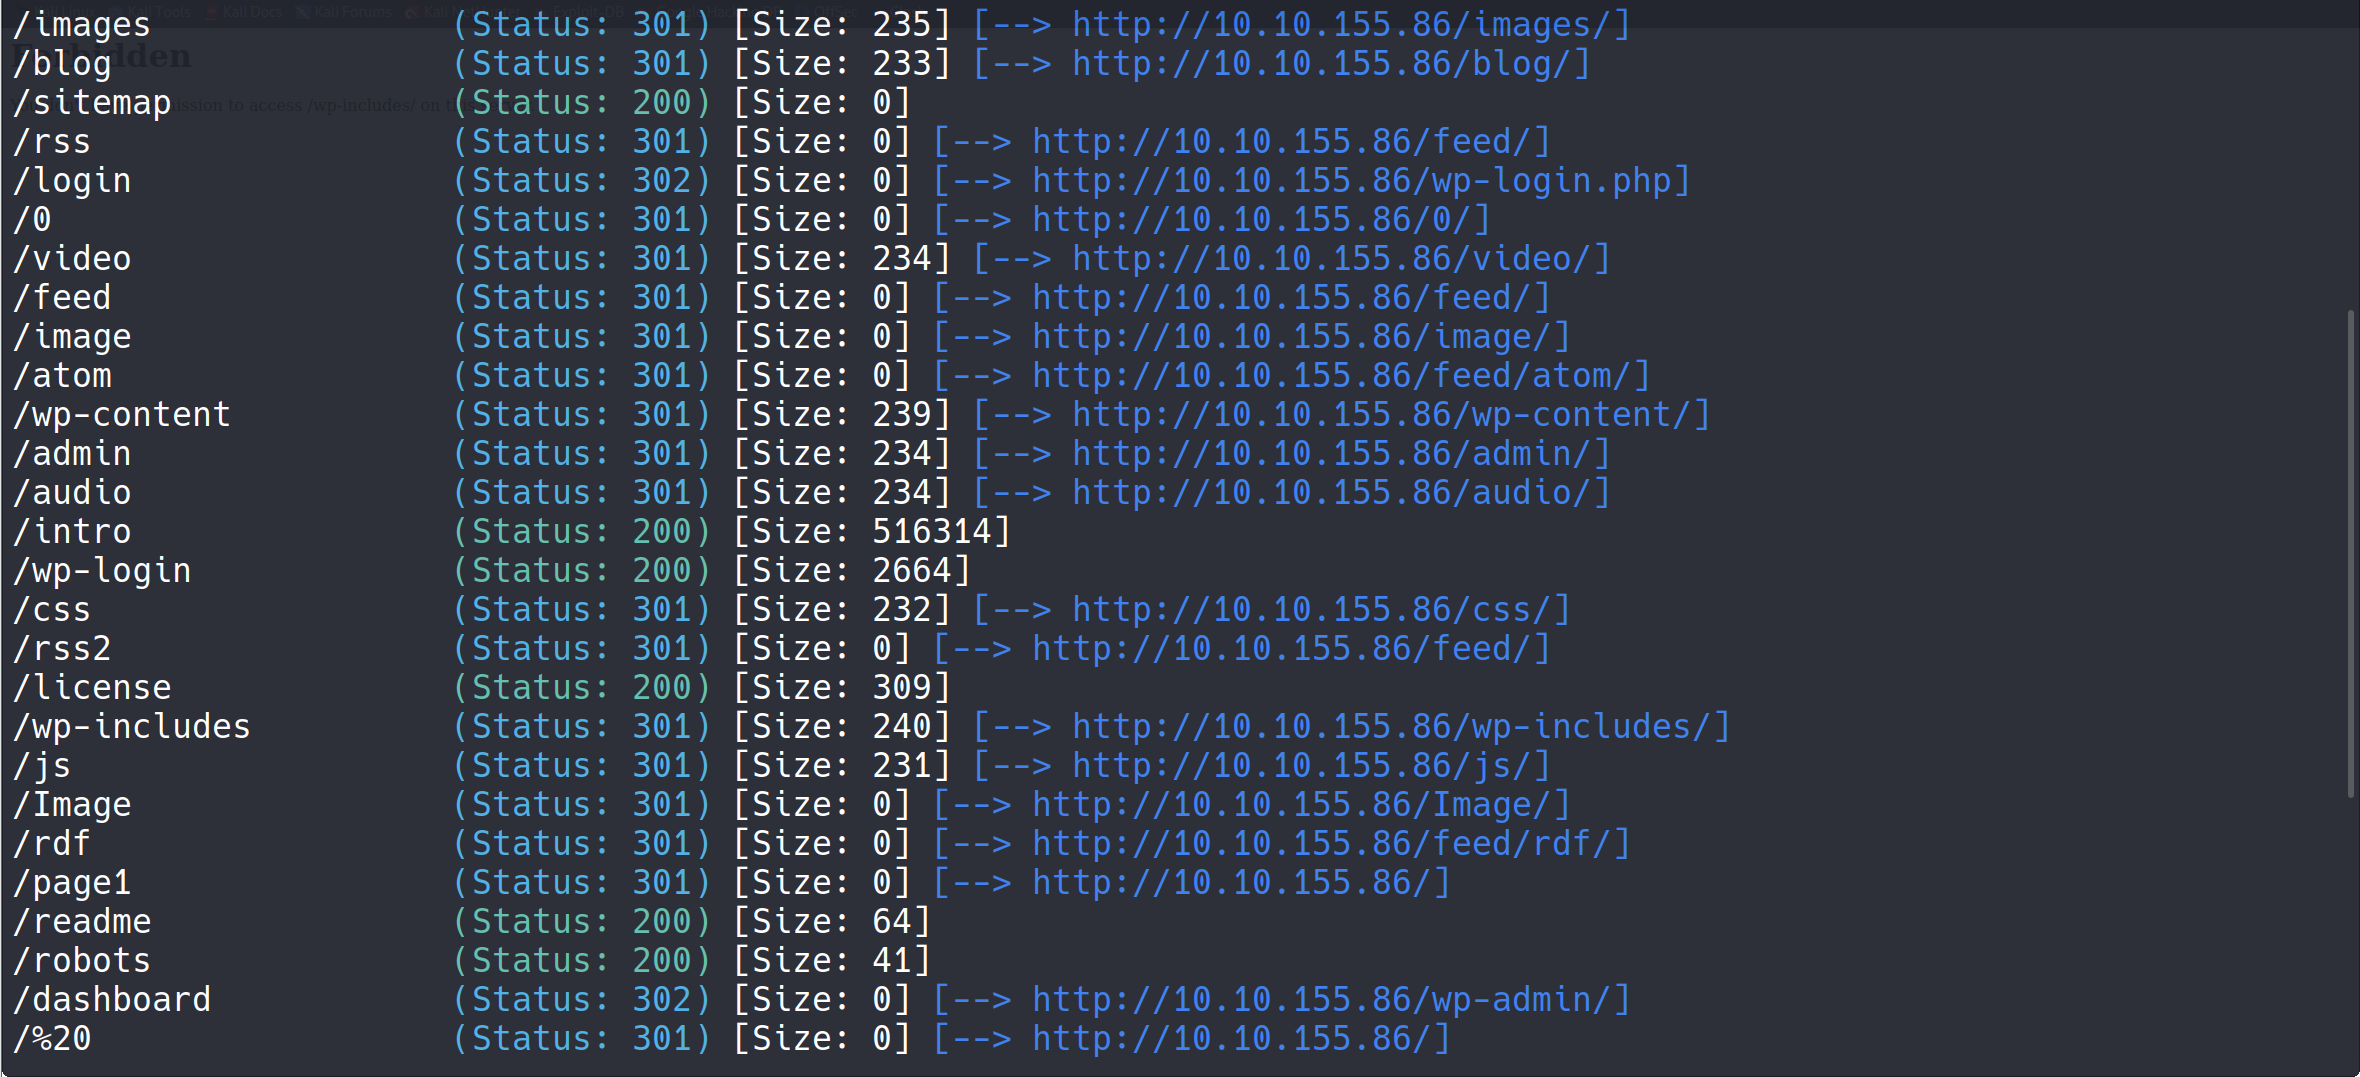 Kali Tools Kali Docs Kali Forums
Forbidden
mission to access /wp-includes/ on
/images (Status: 301) [Size: 235] [--> http://10.10.155.86/images/]
/blog (Status: 301) [Size: 233] [--> http://10.10.155.86/blog/]
/sitemap (Status: 200) [Size: 0]
/rss (Status: 301) [Size: 0] [--> http://10.10.155.86/feed/]
/login (Status: 302) [Size: 0] [--> http://10.10.155.86/wp-login.php]
/0 (Status: 301) [Size: 0] [--> http://10.10.155.86/0/]
/video (Status: 301) [Size: 234] [--> http://10.10.155.86/video/]
/feed (Status: 301) [Size: 0] [--> http://10.10.155.86/feed/]
/image (Status: 301) [Size: 0] [--> http://10.10.155.86/image/]
/atom (Status: 301) [Size: 0] [--> http://10.10.155.86/feed/atom/]
/wp-content (Status: 301) [Size: 239] [--> http://10.10.155.86/wp-content/]
/admin (Status: 301) [Size: 234] [--> http://10.10.155.86/admin/]
/audio (Status: 301) [Size: 234] [--> http://10.10.155.86/audio/]
/intro (Status: 200) [Size: 516314]
/wp-login (Status: 200) [Size: 2664]
/css (Status: 301) [Size: 232] [--> http://10.10.155.86/css/]
/rss2 (Status: 301) [Size: 0] [--> http://10.10.155.86/feed/]
/license (Status: 200) [Size: 309]
/wp-includes (Status: 301) [Size: 240] [--> http://10.10.155.86/wp-includes/]
/js (Status: 301) [Size: 231] [--> http://10.10.155.86/js/]
/Image (Status: 301) [Size: 0] [--> http://10.10.155.86/Image/]
/rdf (Status: 301) [Size: 0] [--> http://10.10.155.86/feed/rdf/]
/page1 (Status: 301) [Size: 0] [--> http://10.10.155.86/]
/readme (Status: 200) [Size: 64]
/robots (Status: 200) [Size: 41]
/dashboard (Status: 302) [Size: 0] [--> http://10.10.155.86/wp-admin/]
/%20 (Status: 301) [Size: 0] [--> http://10.10.155.86/]